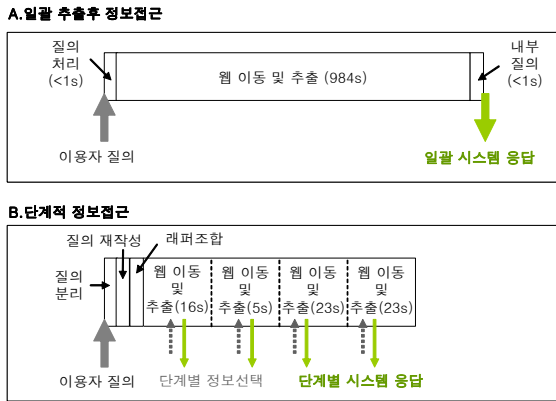 A.일괄 추출후 정보접근
질의
처리
(<1s)
웹 이동 및 추출 (984s)
내부
질의
(<1s)
이용자 질의
일괄 시스템 응답
B.단계적 정보접근
질의 재작성
래퍼조합
질의
분리
웹 이동
및
추출(16s)
웹 이동
및
추출(5s)
웹 이동
및
추출(23s)
웹 이동
및
추출(23s)
이용자 질의
단계별 정보선택
단계별 시스템 응답